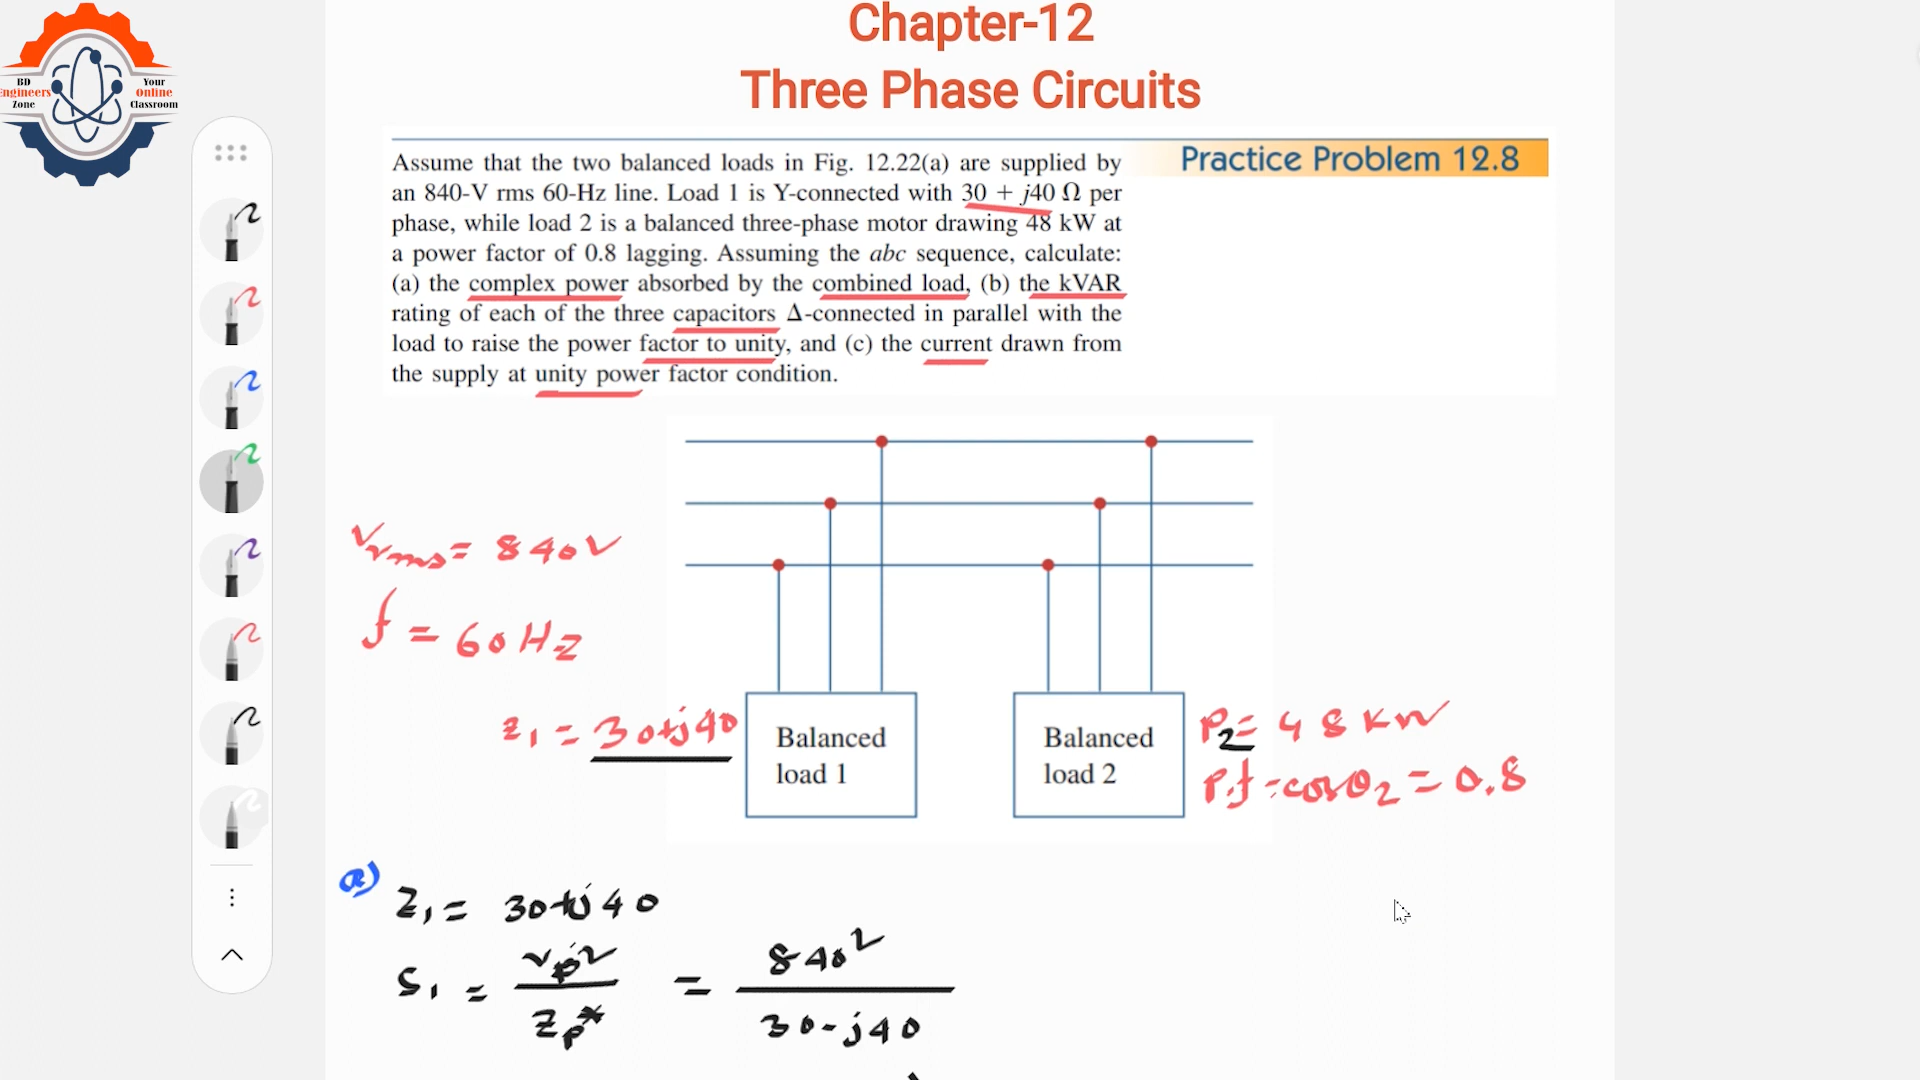 Chapter-12
Three Phase Circuits
BD
Engineers
Zone
Your
Online
Classroom
Practice Problem 12.8
Assume that the two balanced loads in Fig. 12.22(a) are supplied by
an 840-V rms 60-Hz line. Load 1 is Y-connected with 30 + j40 Ω per
phase, while load 2 is a balanced three-phase motor drawing 48 kW at
a power factor of 0.8 lagging. Assuming the abc sequence, calculate:
(a) the complex power absorbed by the combined load, (b) the kVAR
rating of each of the three capacitors Δ-connected in parallel with the
load to raise the power factor to unity, and (c) the current drawn from
the supply at unity power factor condition.
Vrms = 840V
f = 60Hz
Z1 = 30+j40
Balanced
load 1
Balanced
load 2
P2 = 48 KW
P.f = cosθ2 = 0.8
a)
Z1 = 30+j40
S1 = Vp² / Zp* = 840² / 30-j40